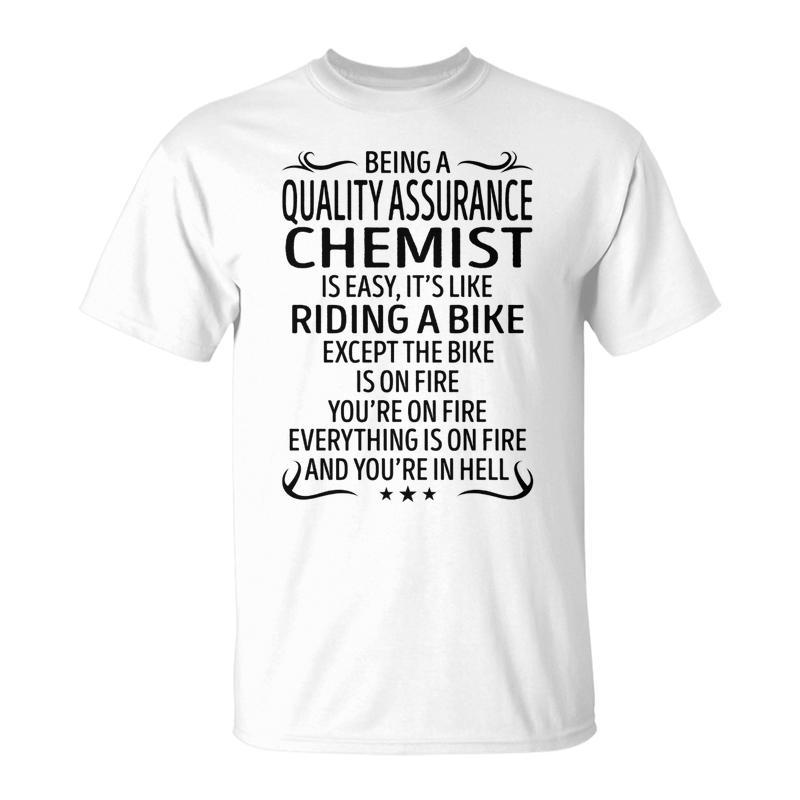 BEING A
QUALITY ASSURANCE
CHEMIST
IS EASY, IT'S LIKE
RIDING A BIKE
EXCEPT THE BIKE
IS ON FIRE
YOU'RE ON FIRE
EVERYTHING IS ON FIRE
AND YOU'RE IN HELL